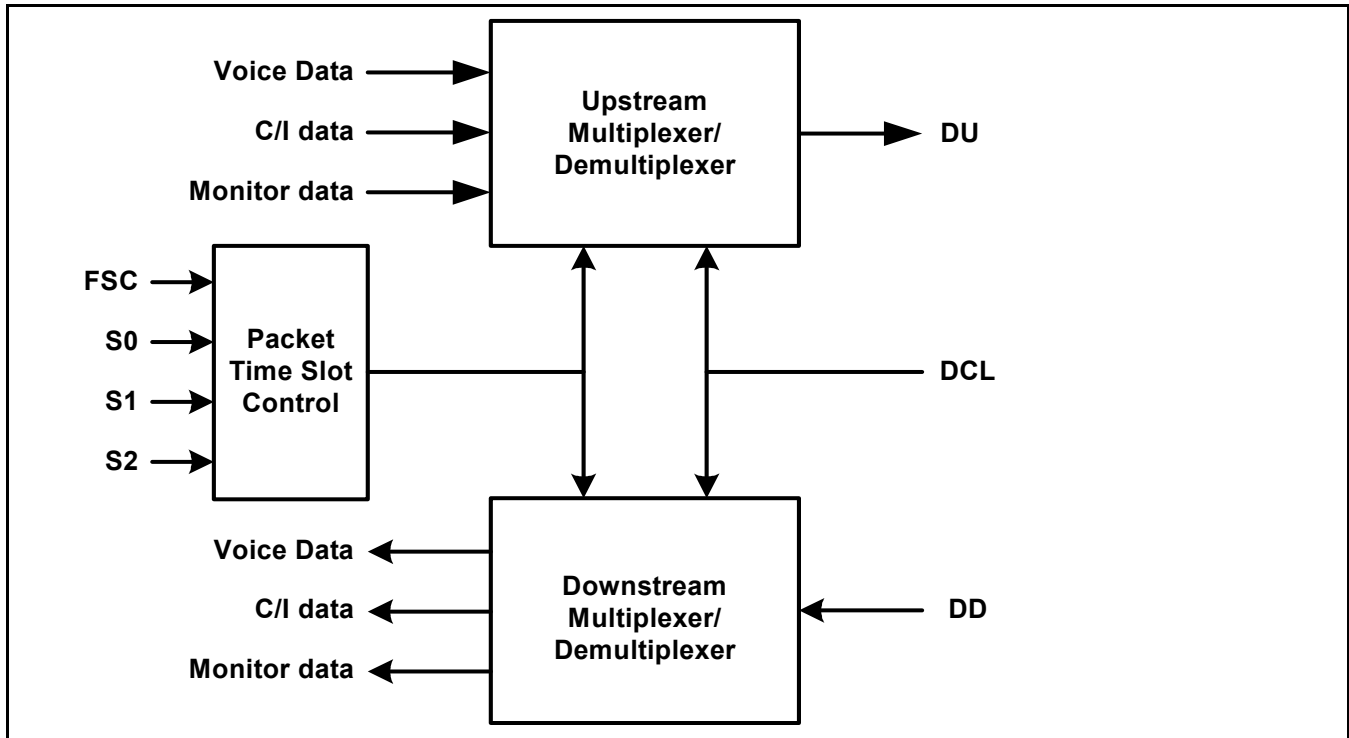 Voice Data
C/I data
Monitor data
Upstream
Multiplexer/
Demultiplexer
DU
FSC
S0
S1
S2
Packet
Time Slot
Control
DCL
Voice Data
C/I data
Monitor data
Downstream
Multiplexer/
Demultiplexer
DD